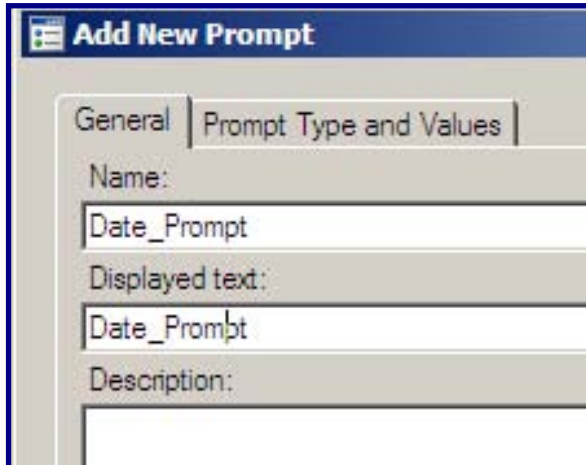 Add New Prompt
General Prompt Type and Values
Name:
Date_Prompt
Displayed text:
Date_Prompt
Description: